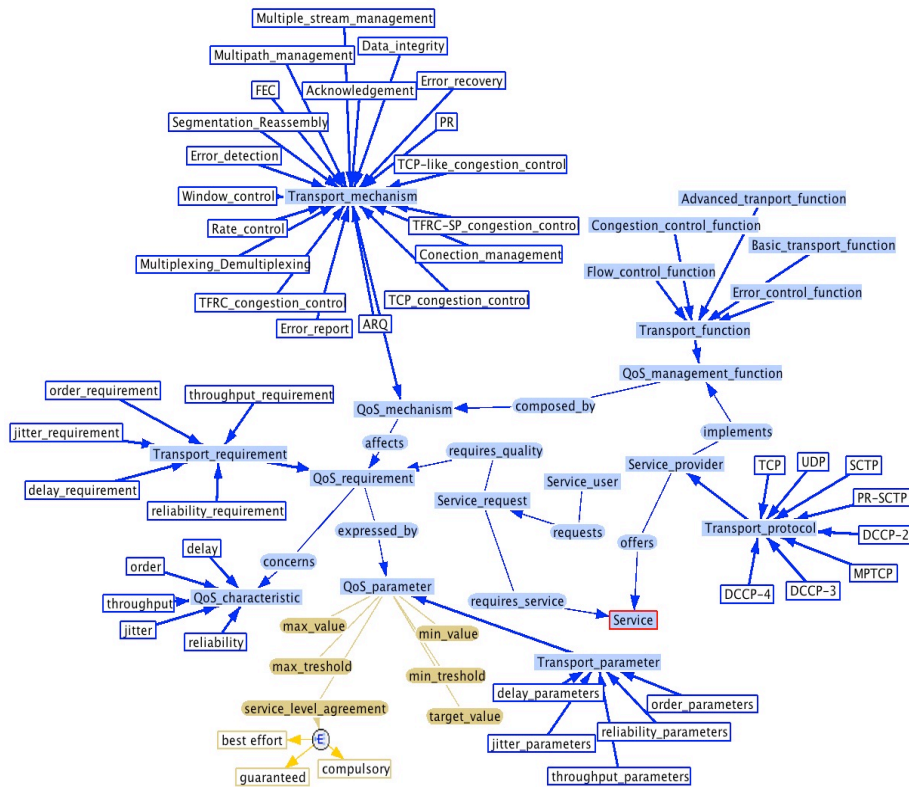 Multiple_stream_management
Data_integrity
Multipath_management
Error_recovery
FEC
Acknowledgement
Segmentation_Reassembly
PR
Error_detection
TCP-like_congestion_control
Window_control
Transport_mechanism
Advanced_tranport_function
Rate_control
TFRC-SP_congestion_control
Congestion_control_function
Basic_transport_function
Multiplexing_Demultiplexing
Conection_management
Flow_control_function
TFRC_congestion_control
TCP_congestion_control
Error_control_function
Error_report
ARQ
Transport_function
QoS_management_function
order_requirement
throughput_requirement
QoS_mechanism
composed_by
jitter_requirement
affects
implements
Transport_requirement
requires_quality
TCP
UDP
SCTP
delay_requirement
QoS_requirement
Service_user
Service_provider
Service_request
PR-SCTP
reliability_requirement
Transport_protocol
expressed_by
requests
DCCP-2
delay
offers
order
concerns
MPTCP
QoS_parameter
DCCP-4
DCCP-3
throughput
QoS_characteristic
requires_service
jitter
reliability
max_value
min_value
Service
max_treshold
min_treshold
Transport_parameter
delay_parameters
order_parameters
service_level_agreement
target_value
best effort
E
jitter_parameters
reliability_parameters
guaranteed
compulsory
throughput_parameters